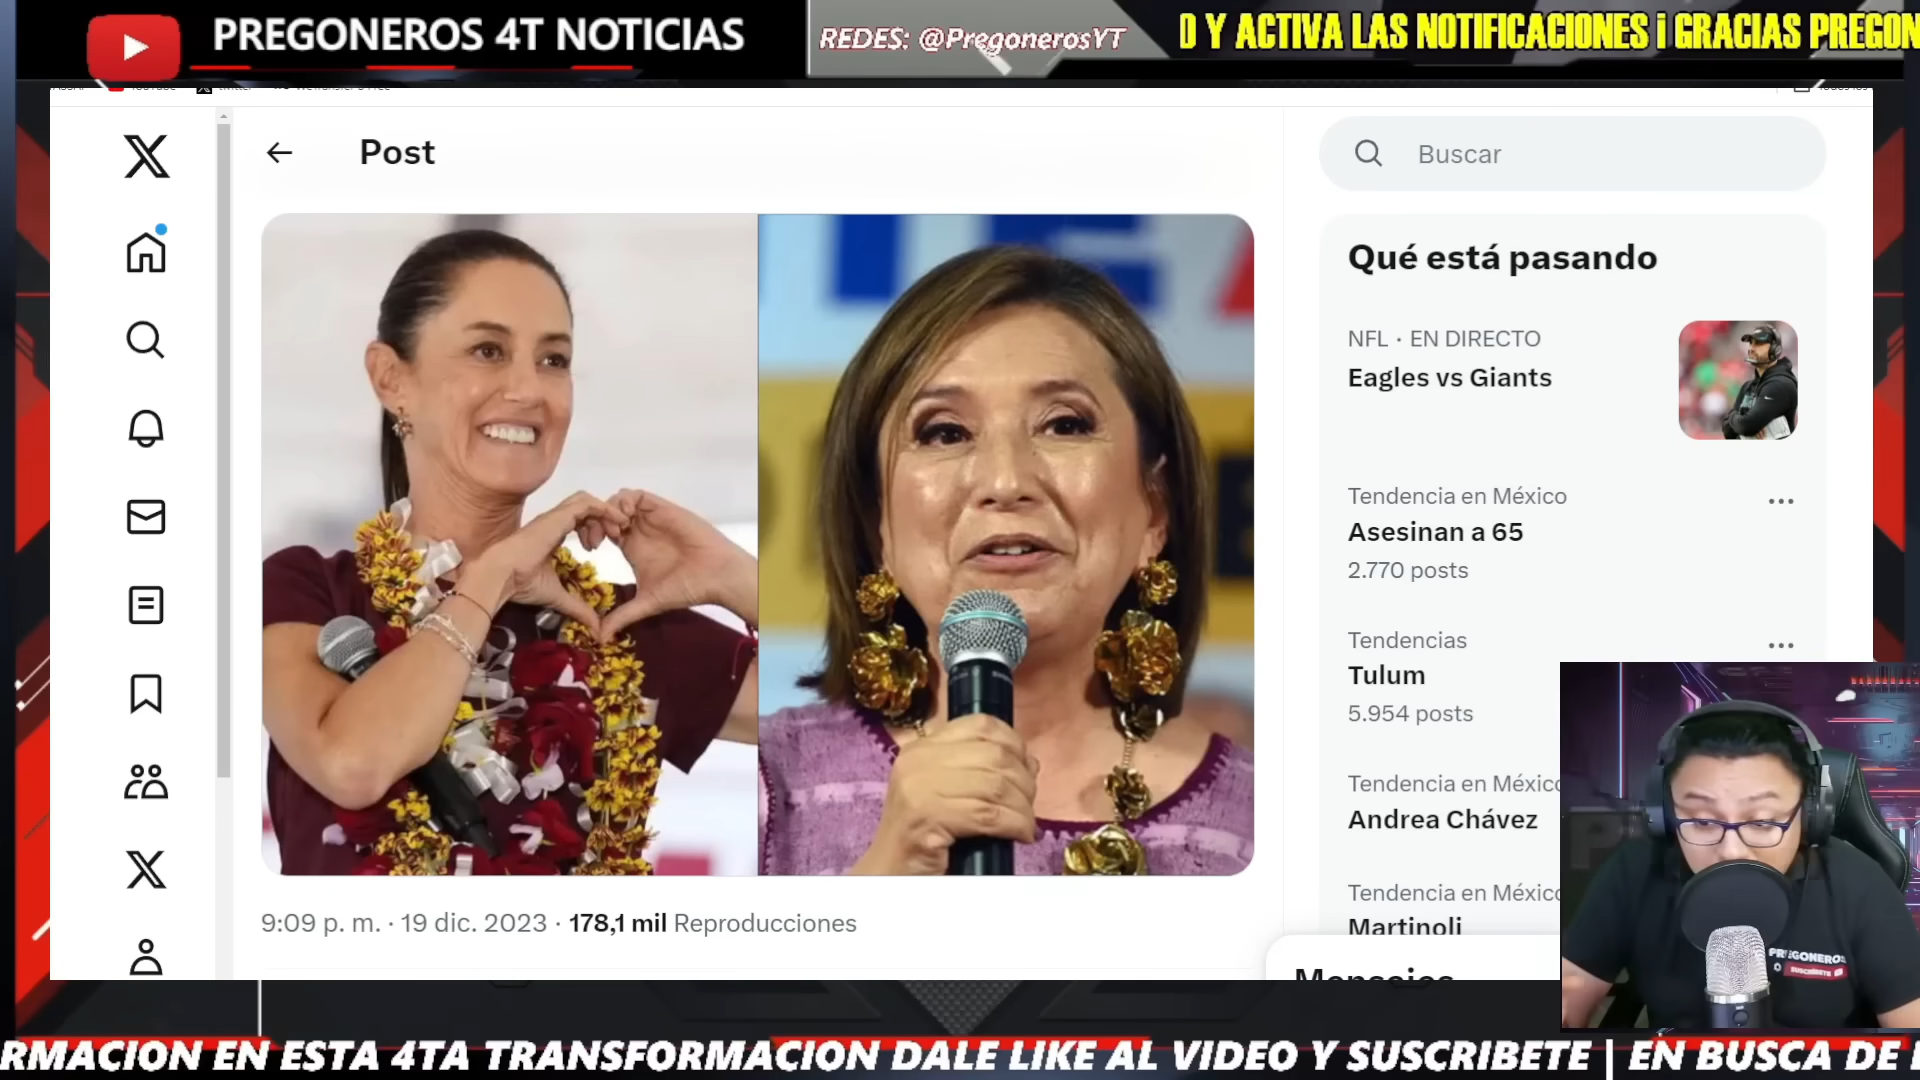 PREGONEROS 4T NOTICIAS
REDES: @PregonerosYT
D Y ACTIVA LAS NOTIFICACIONES ¡ GRACIAS PREGON
Post
Buscar
Qué está pasando
NFL · EN DIRECTO
Eagles vs Giants
Tendencia en México
Asesinan a 65
2.770 posts
Tendencias
Tulum
5.954 posts
Tendencia en México
Andrea Chávez
Tendencia en México
Martinoli
9:09 p. m. · 19 dic. 2023 · 178,1 mil Reproducciones
Mensajes
PREGONEROS
SUSCRIBETE
RMACION EN ESTA 4TA TRANSFORMACION DALE LIKE AL VIDEO Y SUSCRIBETE | EN BUSCA DE